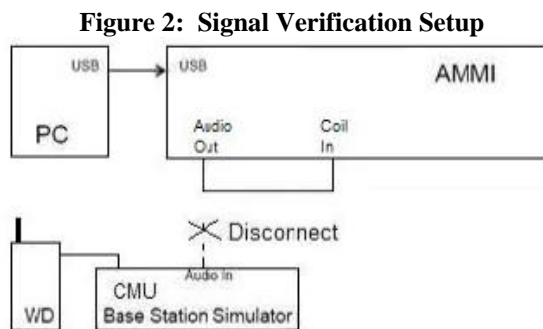 Figure 2: Signal Verification Setup
USB
USB
AMMI
PC
Audio
Out
Coil
In
Disconnect
Audio In
CMU
WD
Base Station Simulator